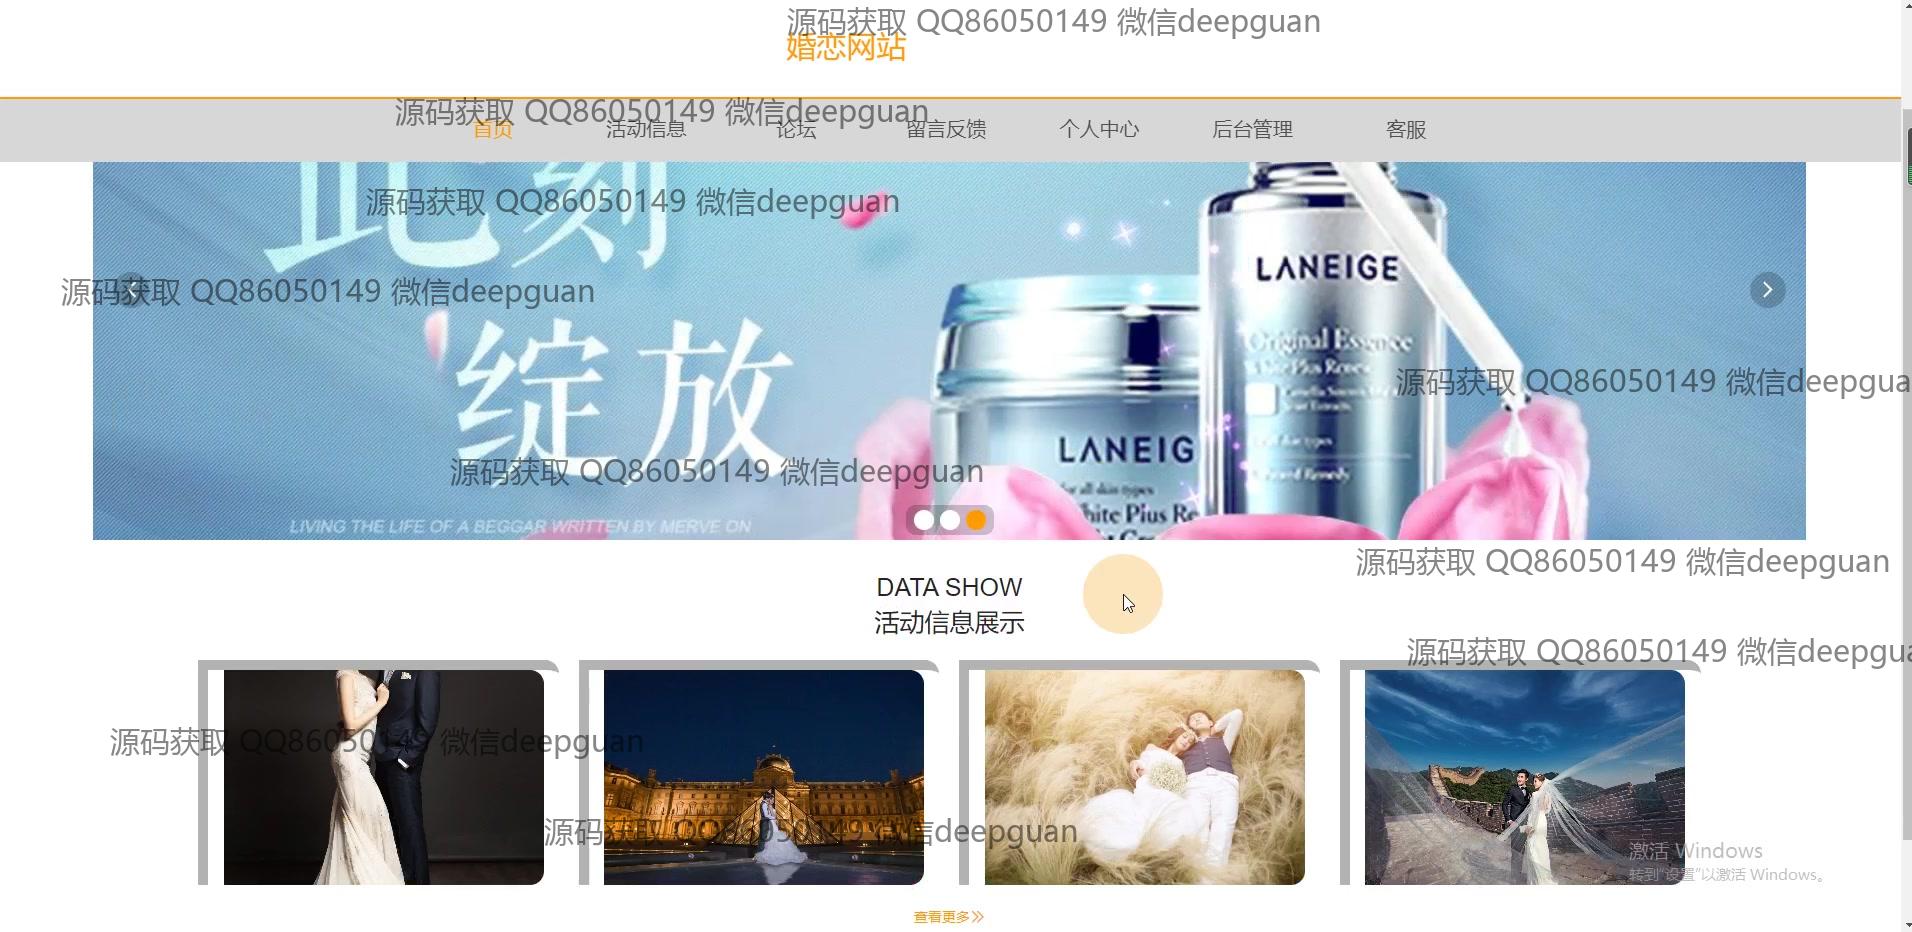 源码获取 QQ86050149 微信deepguan
婚恋网站
源码获取 QQ86050149 微信deepguan
首页 活动信息 论坛 留言反馈 个人中心 后台管理 客服
此刻
源码获取 QQ86050149 微信deepguan
LANEIGE
源码获取 QQ86050149 微信deepguan
绽放
Original Essence
White Plus Renew
源码获取 QQ86050149 微信deepgua
LANEIG
源码获取 QQ86050149 微信deepguan
for all skin types
White Plus Re
LIVING THE LIFE OF A BEGGAR WRITTEN BY MERVE ON
源码获取 QQ86050149 微信deepguan
DATA SHOW
活动信息展示
源码获取 QQ86050149 微信deepgua
源码获取 QQ86050149 微信deepguan
源码获取 QQ86050149 微信deepguan
激活 Windows
转到"设置"以激活 Windows。
查看更多